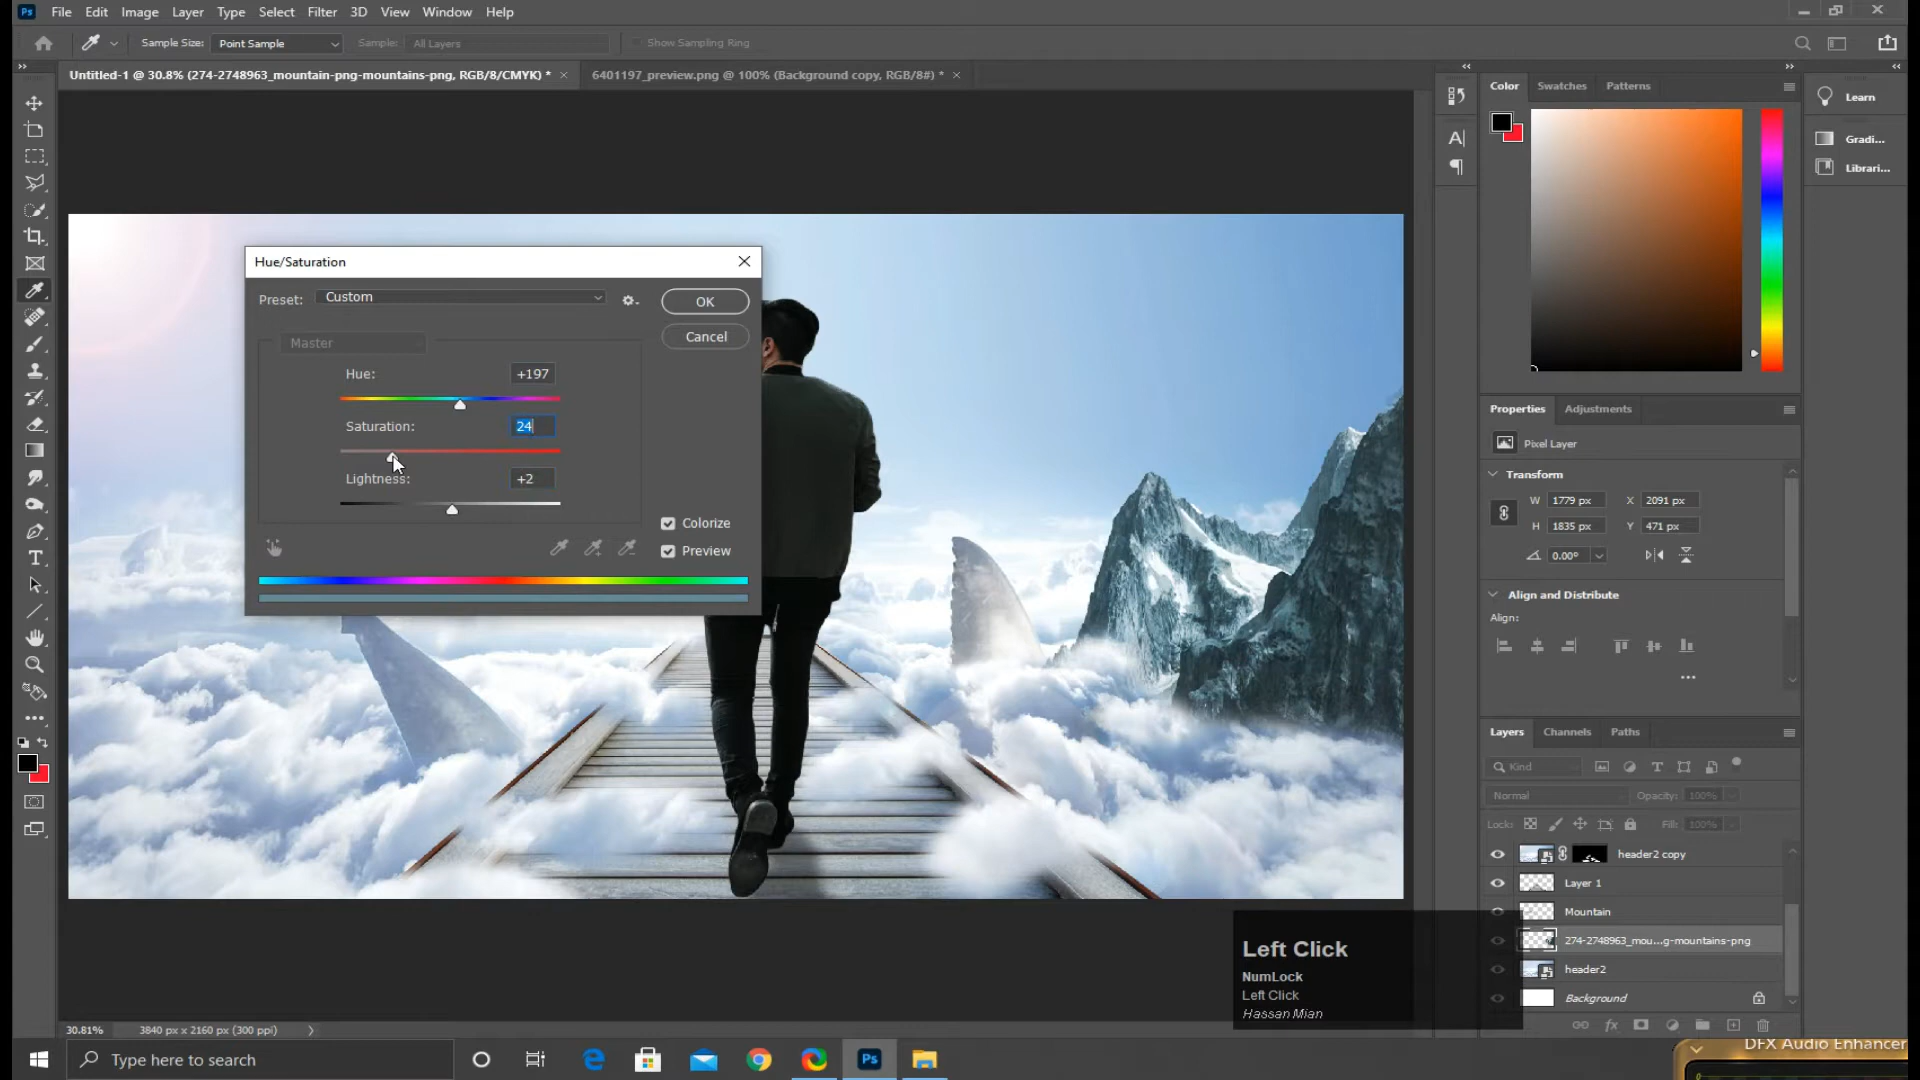 Ps File Edit Image Layer Type Select Filter 3D View Window Help
Sample Size: Point Sample Sample: All Layers Show Sampling Ring
Untitled-1 @ 30.8% (274-2748963_mountain-png-mountains-png, RGB/8/CMYK) * 6401197_preview.png @ 100% (Background copy, RGB/8#) *
Color Swatches Patterns
Learn
Gradi...
Librari...
Hue/Saturation
Preset: Custom
OK
Cancel
Master
Hue: +197
Saturation: 24
Lightness: +2
Colorize
Preview
Properties Adjustments
Pixel Layer
Transform
W 1779 px X 2091 px
H 1835 px Y 471 px
0.00°
Align and Distribute
Align:
Layers Channels Paths
Kind
Normal Opacity: 100%
Lock: Fill: 100%
header2 copy
Layer 1
Mountain
274-2748963_mou...g-mountains-png
header2
Background
Left Click
NumLock
Left Click
Hassan Mian
30.81% 3840 px x 2160 px (300 ppi)
Type here to search
Ps
DFX Audio Enhancer